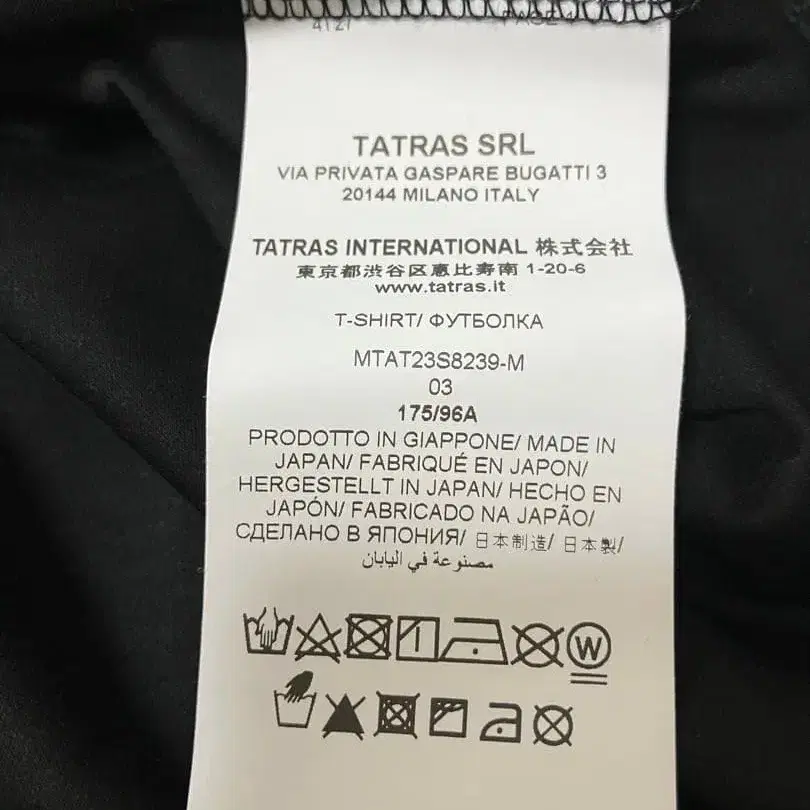 TATRAS SRL
VIA PRIVATA GASPARE BUGATTI 3
20144 MILANO ITALY
TATRAS INTERNATIONAL 株式会社
東京都渋谷区恵比寿南 1-20-6
www.tatras.it
T-SHIRT/ ФУТБОЛКА
MTAT23S8239-M
03
175/96A
PRODOTTO IN GIAPPONE/ MADE IN
JAPAN/ FABRIQUÉ EN JAPON/
HERGESTELLT IN JAPAN/ HECHO EN
JAPÓN/ FABRICADO NA JAPÃO/
СДЕЛАНО В ЯПОНИЯ/ 日本制造/ 日本製/
مصنوعة في اليابان
W